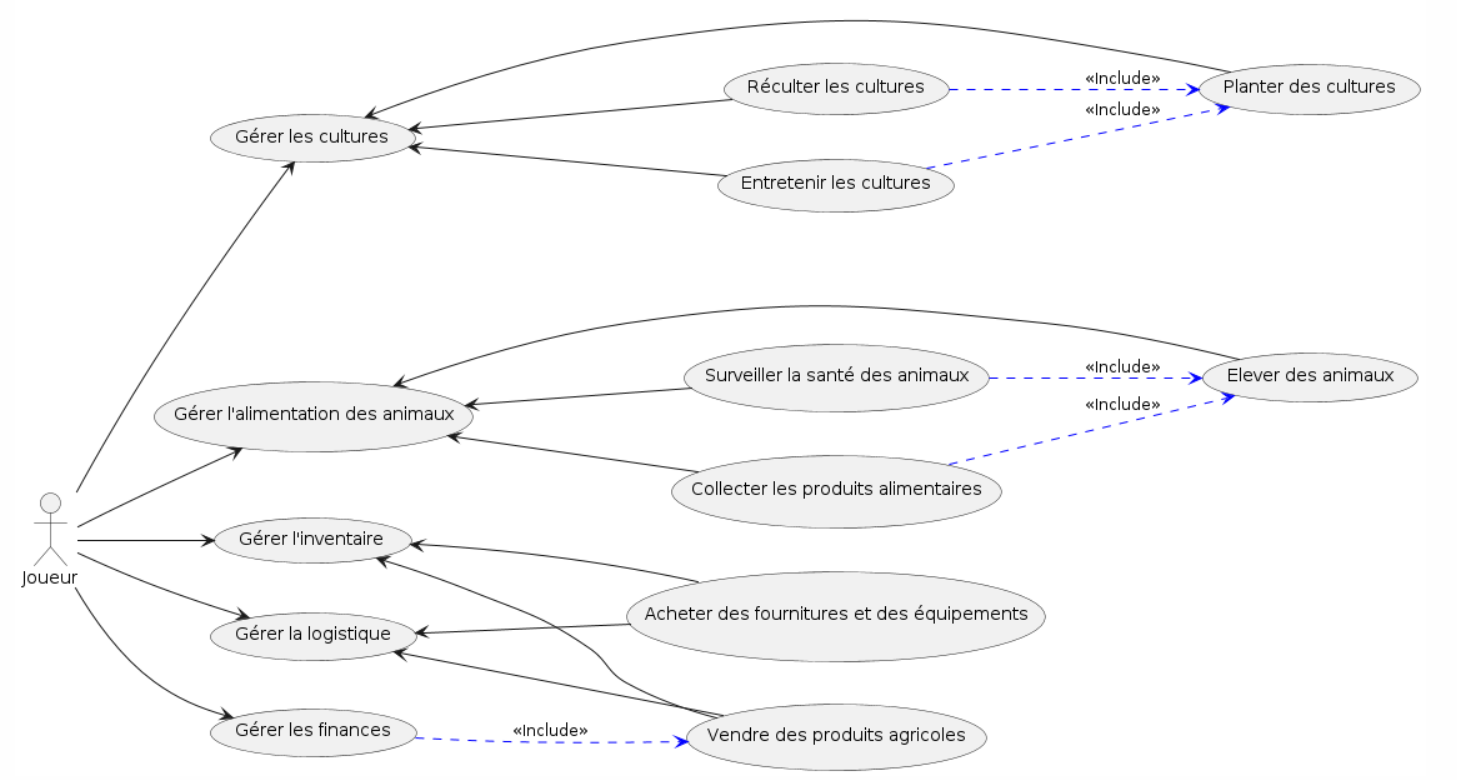 «Include»
Réculter les cultures
Planter des cultures
«Include»
Gérer les cultures
Entretenir les cultures
«Include»
Surveiller la santé des animaux
Elever des animaux
«Include»
Gérer l'alimentation des animaux
Collecter les produits alimentaires
Gérer l'inventaire
Joueur
Acheter des fournitures et des équipements
Gérer la logistique
«Include»
Gérer les finances
Vendre des produits agricoles